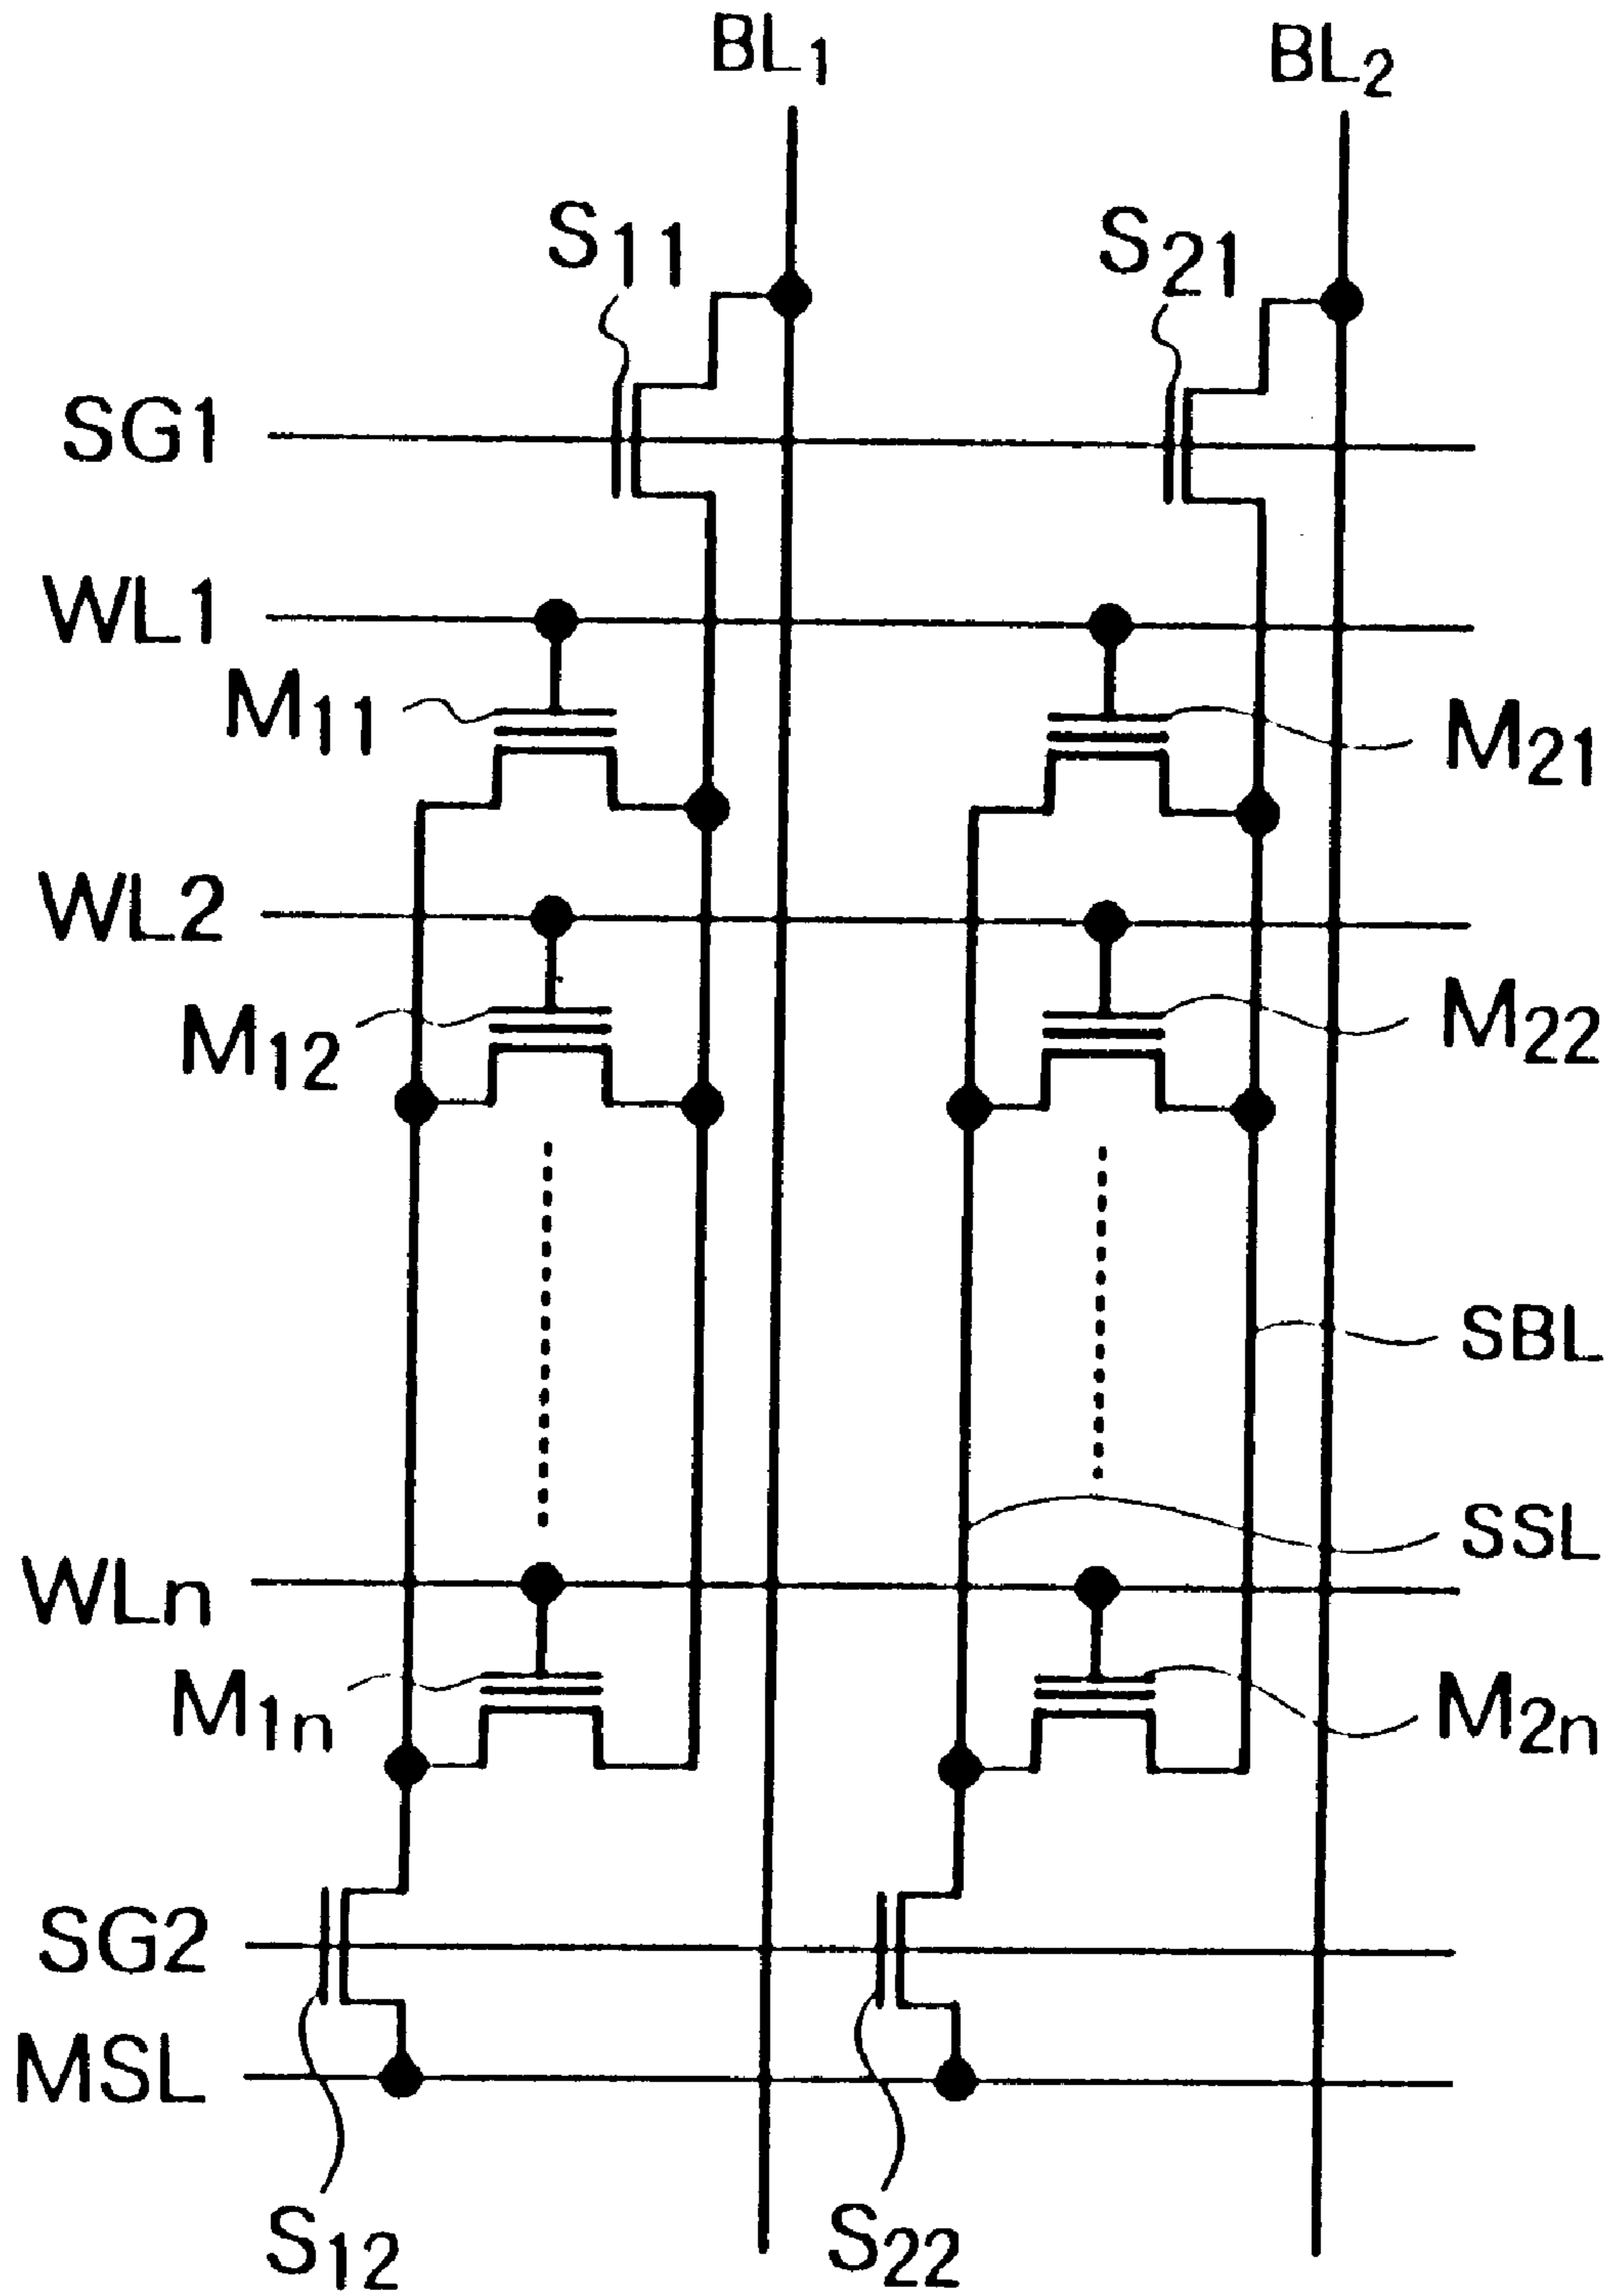 BL1 BL2
S11 S21
SG1
WL1
M11 M21
WL2
M12 M22
SBL
SSL
WLn
M1n M2n
SG2
MSL
S12 S22